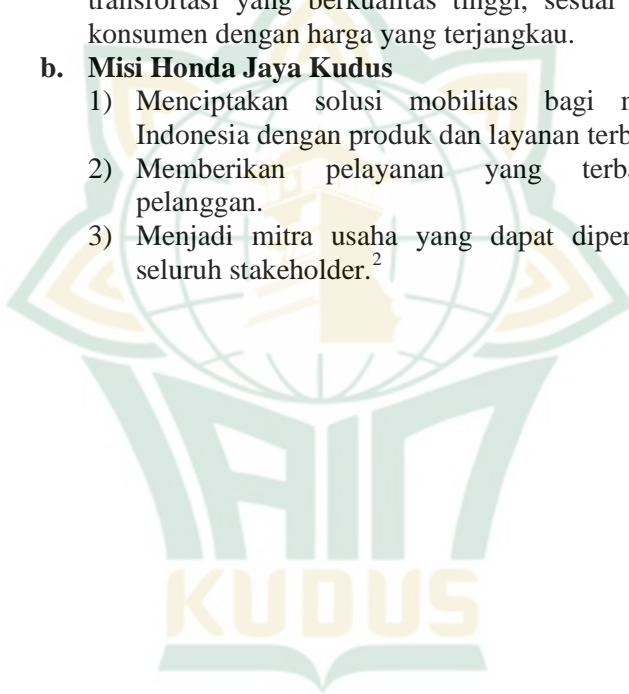 transfortasi yang berkualitas tinggi, sesuai
konsumen dengan harga yang terjangkau.
b. Misi Honda Jaya Kudus
1) Menciptakan solusi mobilitas bagi
Indonesia dengan produk dan layanan
2) Memberikan pelayanan yang
pelanggan.
3) Menjadi mitra usaha yang dapat
seluruh stakeholder.²
IAIN
KUDUS